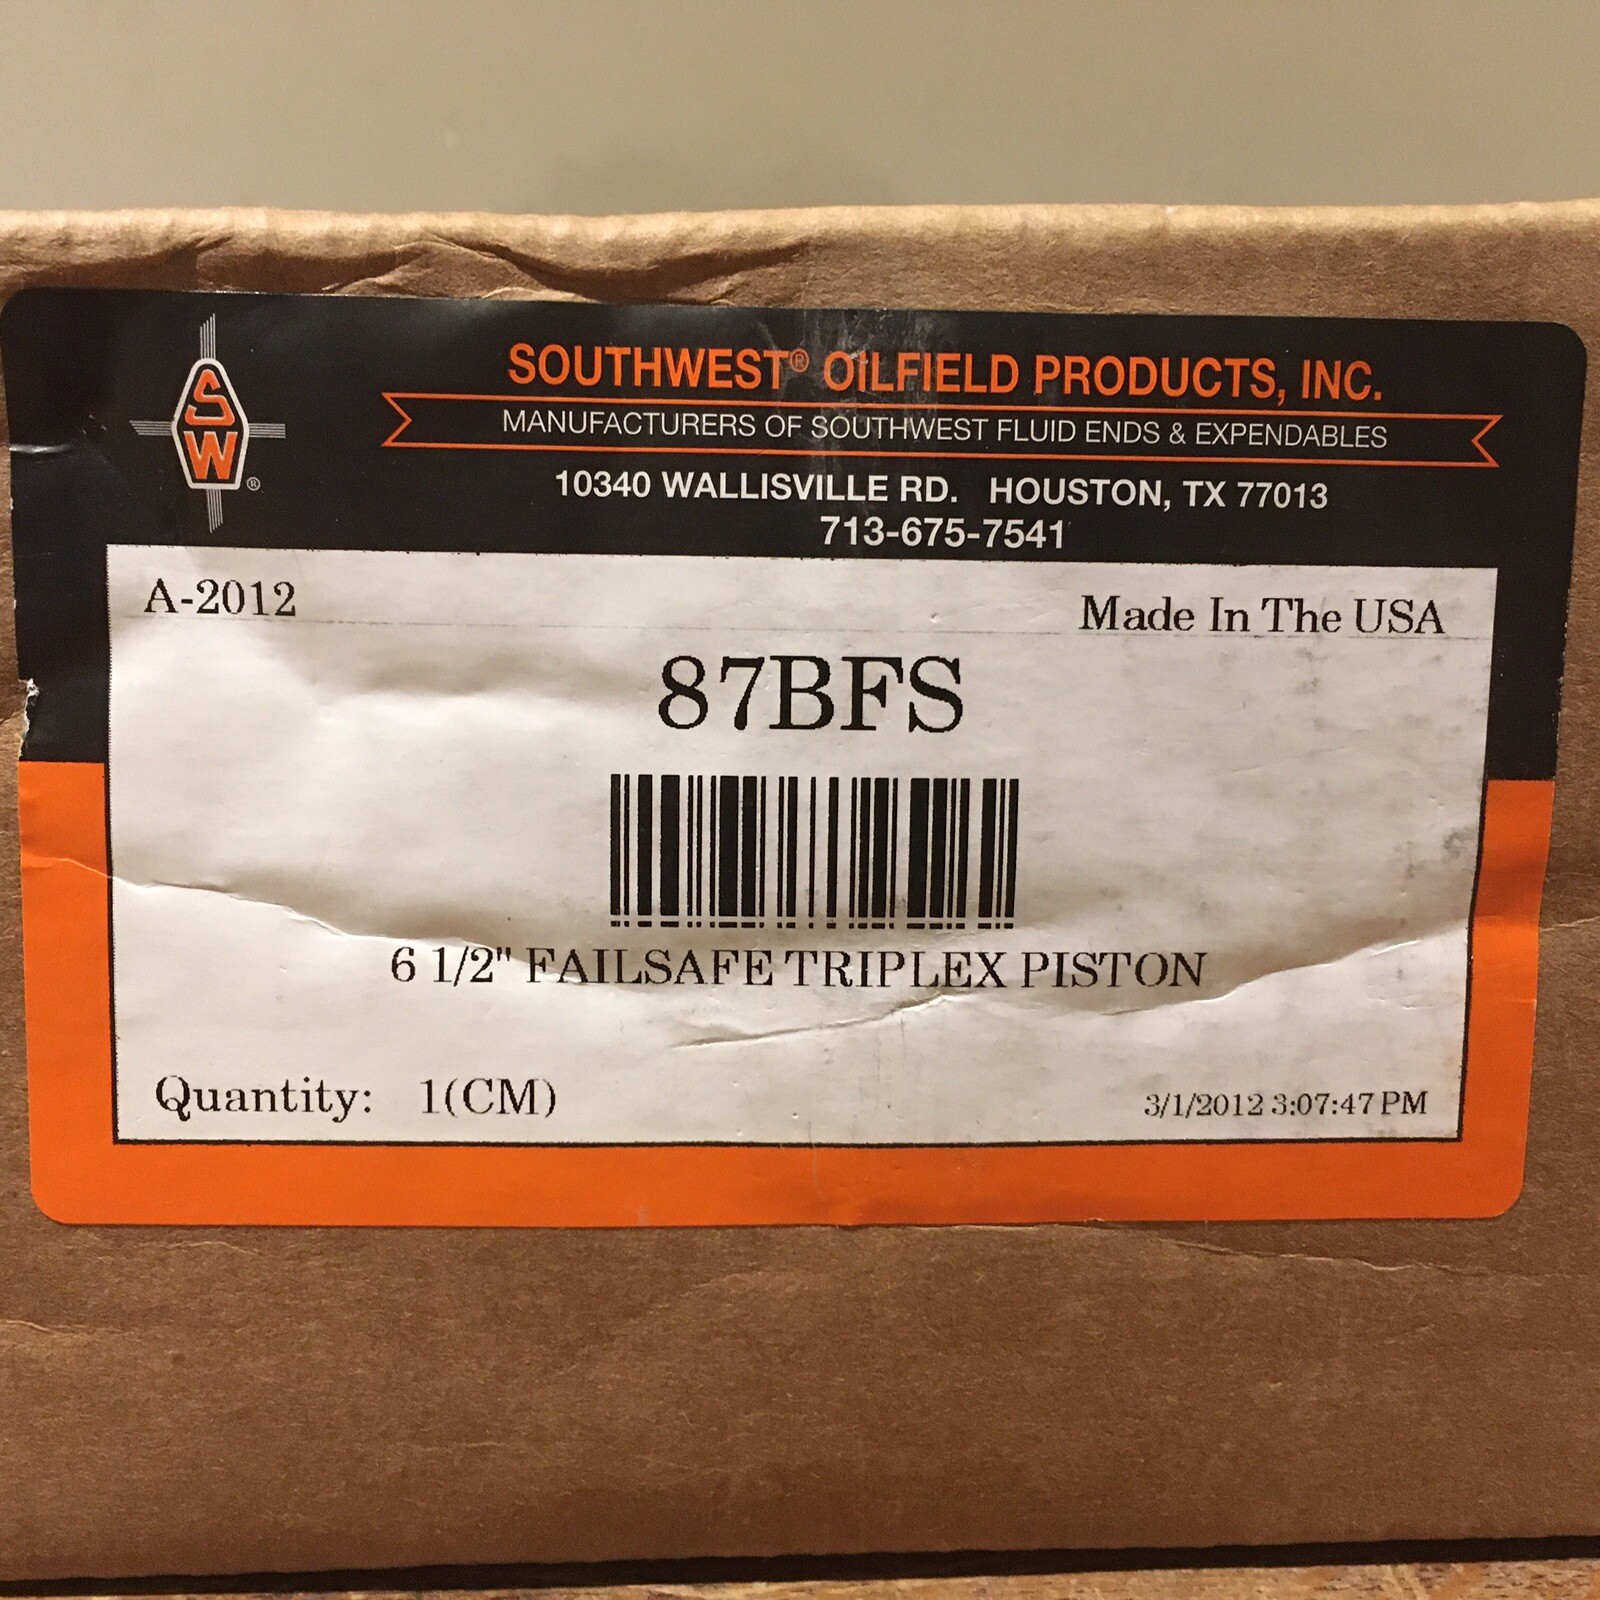 SW®
SOUTHWEST® OILFIELD PRODUCTS, INC.
MANUFACTURERS OF SOUTHWEST FLUID ENDS & EXPENDABLES
10340 WALLISVILLE RD. HOUSTON, TX 77013
713-675-7541
A-2012 Made In The USA
87BFS
6 1/2" FAILSAFE TRIPLEX PISTON
Quantity: 1(CM) 3/1/2012 3:07:47 PM